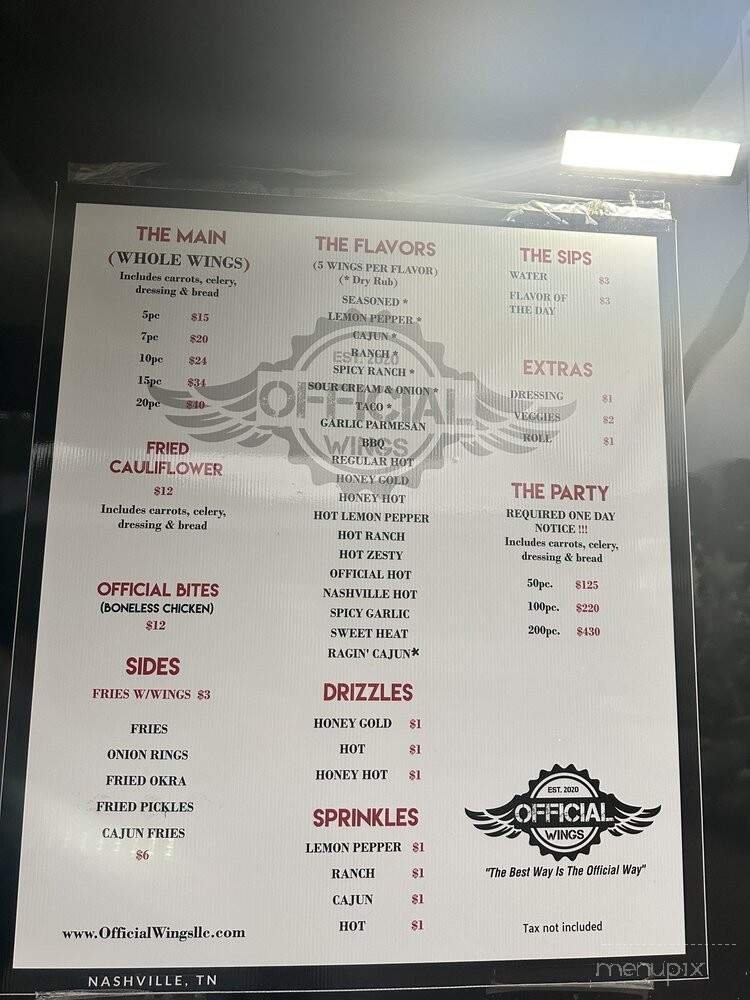 THE MAIN
(WHOLE WINGS)
Includes carrots, celery,
dressing & bread
5pc $15
7pc $20
10pc $24
15pc $34
20pc $40
FRIED
CAULIFLOWER
$12
Includes carrots, celery,
dressing & bread
OFFICIAL BITES
(BONELESS CHICKEN)
$12
SIDES
FRIES W/WINGS $3
FRIES
ONION RINGS
FRIED OKRA
FRIED PICKLES
CAJUN FRIES
$6
www.OfficialWingsllc.com
THE FLAVORS
(5 WINGS PER FLAVOR)
(* Dry Rub)
SEASONED *
LEMON PEPPER *
CAJUN *
RANCH *
SPICY RANCH *
SOUR CREAM & ONION *
TACO *
GARLIC PARMESAN
BBQ
REGULAR HOT
HONEY GOLD
HONEY HOT
HOT LEMON PEPPER
HOT RANCH
HOT ZESTY
OFFICIAL HOT
NASHVILLE HOT
SPICY GARLIC
SWEET HEAT
RAGIN' CAJUN*
EST. 2020
OFFICIAL
WINGS
DRIZZLES
HONEY GOLD $1
HOT $1
HONEY HOT $1
SPRINKLES
LEMON PEPPER $1
RANCH $1
CAJUN $1
HOT $1
THE SIPS
WATER $3
FLAVOR OF $3
THE DAY
EXTRAS
DRESSING $1
VEGGIES $2
ROLL $1
THE PARTY
REQUIRED ONE DAY
NOTICE !!!
Includes carrots, celery,
dressing & bread
50pc. $125
100pc. $220
200pc. $430
EST. 2020
OFFICIAL
WINGS
"The Best Way Is The Official Way"
Tax not included
NASHVILLE, TN
menupix